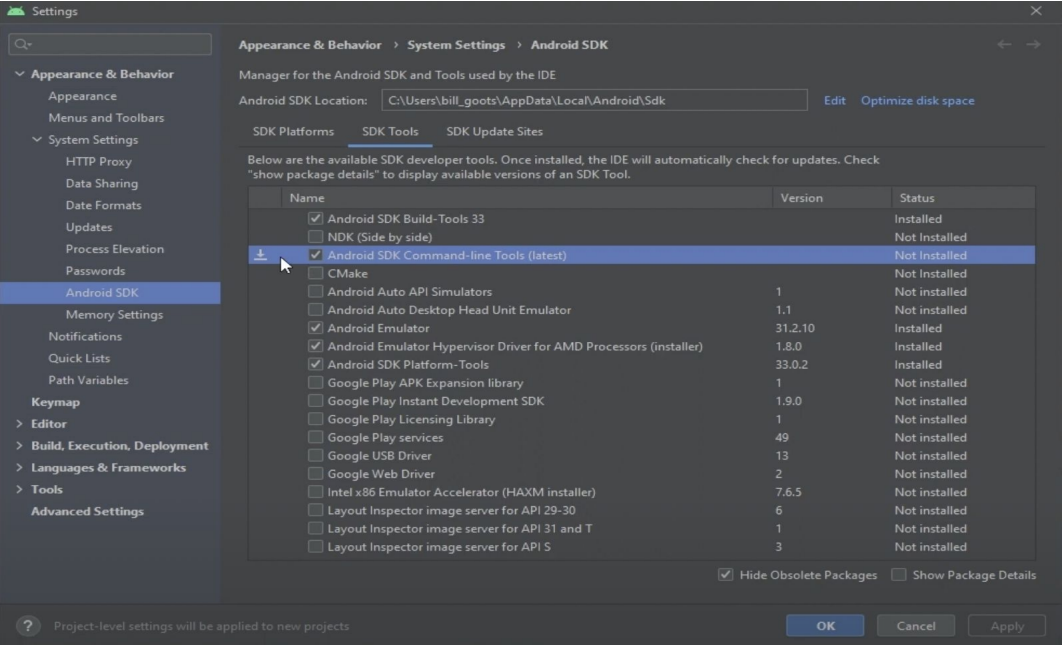 Settings
Appearance & Behavior
Appearance
Menus and Toolbars
System Settings
HTTP Proxy
Data Sharing
Date Formats
Updates
Process Elevation
Passwords
Android SDK
Memory Settings
Notifications
Quick Lists
Path Variables
Keymap
Editor
Build, Execution, Deployment
Languages & Frameworks
Tools
Advanced Settings
Appearance & Behavior > System Settings > Android SDK
Manager for the Android SDK and Tools used by the IDE
Android SDK Location: C:\Users\bill_goots\AppData\Local\Android\Sdk Edit Optimize disk space
SDK Platforms SDK Tools SDK Update Sites
Below are the available SDK developer tools. Once installed, the IDE will automatically check for updates. Check
"show package details" to display available versions of an SDK Tool.
Name Version Status
Android SDK Build-Tools 33 Installed
NDK (Side by side) Not Installed
Android SDK Command-line Tools (latest) Not Installed
CMake Not Installed
Android Auto API Simulators 1 Not installed
Android Auto Desktop Head Unit Emulator 1.1 Not installed
Android Emulator 31.2.10 Installed
Android Emulator Hypervisor Driver for AMD Processors (installer) 1.8.0 Installed
Android SDK Platform-Tools 33.0.2 Installed
Google Play APK Expansion library 1 Not installed
Google Play Instant Development SDK 1.9.0 Not installed
Google Play Licensing Library 1 Not installed
Google Play services 49 Not installed
Google USB Driver 13 Not installed
Google Web Driver 2 Not installed
Intel x86 Emulator Accelerator (HAXM installer) 7.6.5 Not installed
Layout Inspector image server for API 29-30 6 Not installed
Layout Inspector image server for API 31 and T 1 Not installed
Layout Inspector image server for API S 3 Not installed
Hide Obsolete Packages Show Package Details
? Project-level settings will be applied to new projects
OK Cancel Apply